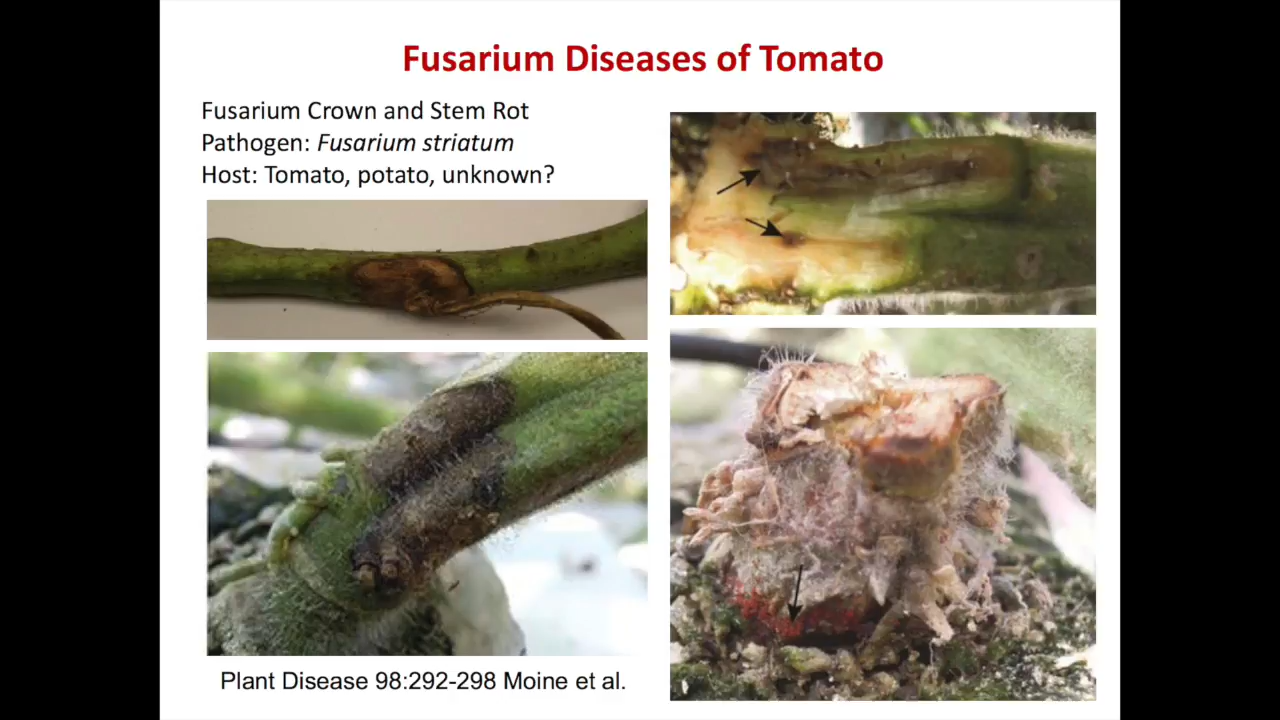 Fusarium Diseases of Tomato
Fusarium Crown and Stem Rot
Pathogen: Fusarium striatum
Host: Tomato, potato, unknown?
Plant Disease 98:292-298 Moine et al.